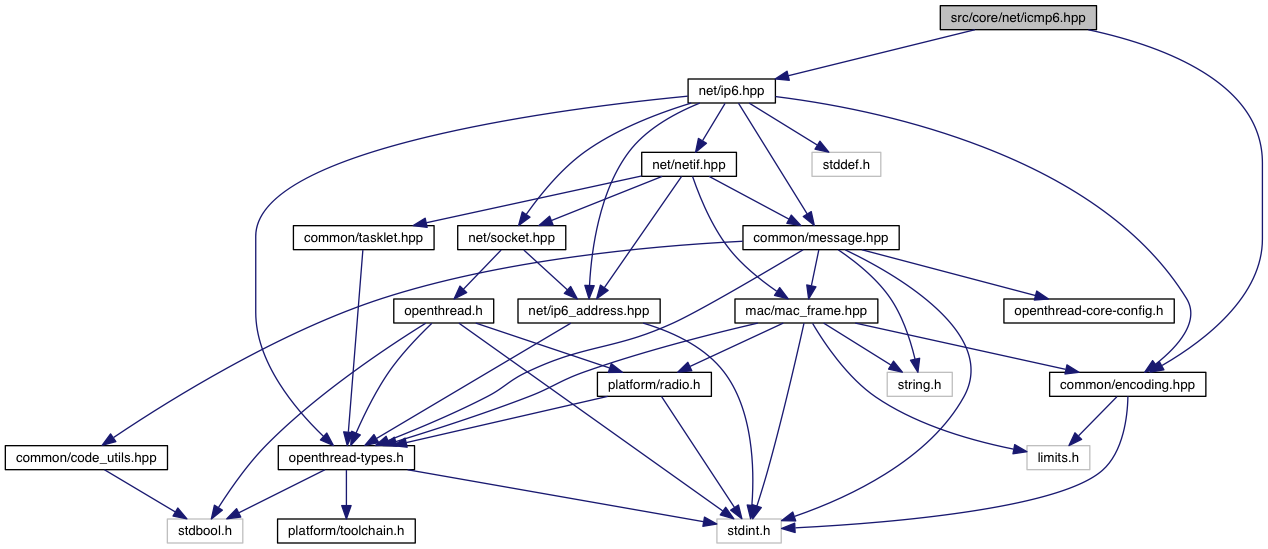 src/core/net/icmp6.hpp
net/ip6.hpp
net/netif.hpp
stddef.h
common/tasklet.hpp
net/socket.hpp
common/message.hpp
openthread.h
net/ip6_address.hpp
mac/mac_frame.hpp
openthread-core-config.h
platform/radio.h
string.h
common/encoding.hpp
common/code_utils.hpp
openthread-types.h
limits.h
stdbool.h
platform/toolchain.h
stdint.h